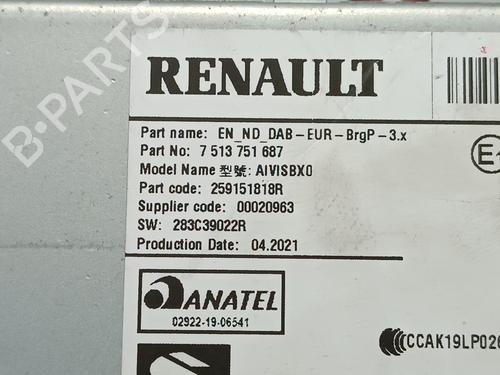 B-PARTS
RENAULT
Part name: EN_ND_DAB-EUR-BrgP-3.x
Part No: 7 513 751 687
Model Name 型號: AIVISBX0
Part code: 259151818R
Supplier code: 00020963
SW: 283C39022R
Production Date: 04.2021
ANATEL
02922-19-06541
CCAK19LP026